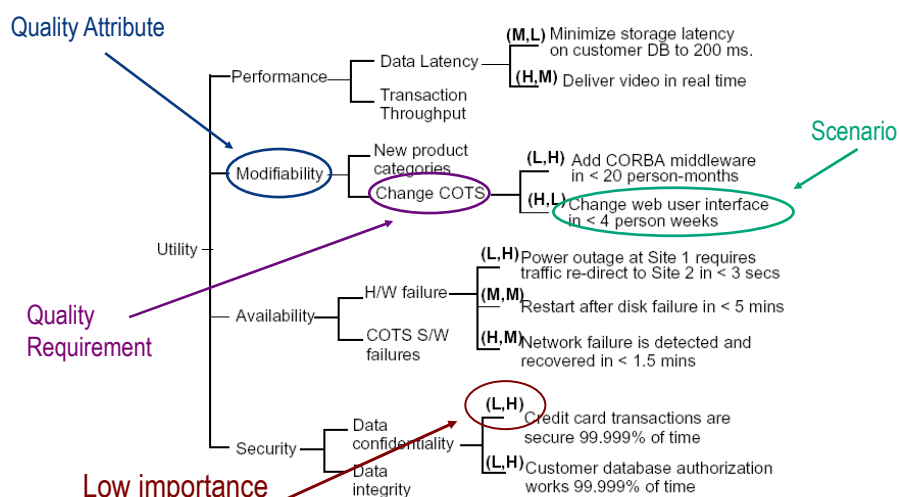 Quality Attribute
(M,L) Minimize storage latency
on customer DB to 200 ms.
Data Latency
Performance
(H,M) Deliver video in real time
Transaction
Throughput
Scenario
New product
categories
(L,H) Add CORBA middleware
in < 20 person-months
Modifiability
Change COTS
(H,L) Change web user interface
in < 4 person weeks
Utility
(L,H) Power outage at Site 1 requires
traffic re-direct to Site 2 in < 3 secs
H/W failure
(M,M) Restart after disk failure in < 5 mins
Quality
Requirement
Availability
COTS S/W
failures
(H,M) Network failure is detected and
recovered in < 1.5 mins
(L,H) Credit card transactions are
secure 99.999% of time
Data
confidentiality
Security
Data
integrity
(L,H) Customer database authorization
works 99.999% of time
Low importance